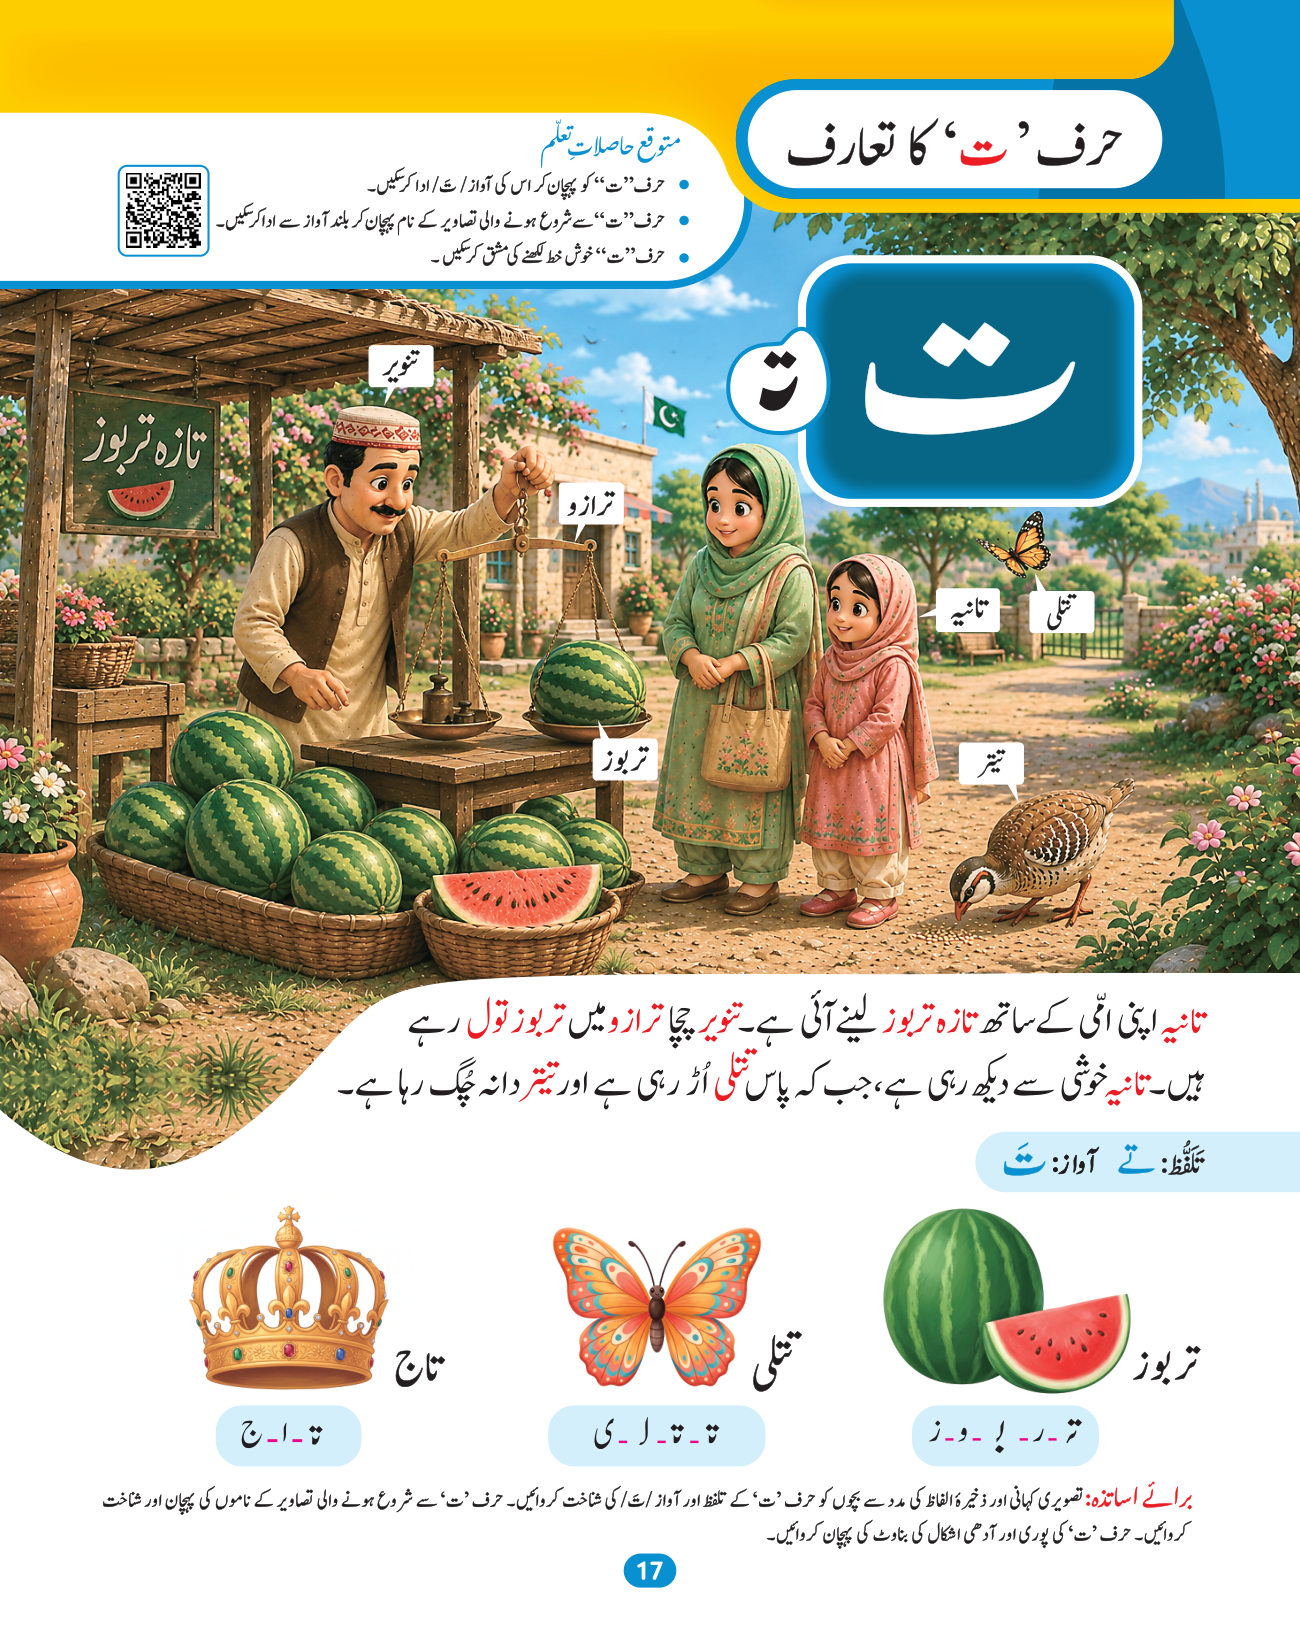 حرف ’ت‘ کا تعارف
متوقع حاصلاتِ تعلّم
● حرف ”ت“ کو پہچان کر اس کی آواز / تَ/ ادا کرسکیں۔
● حرف ”ت“ سے شروع ہونے والی تصاویر کے نام پہچان کر بلند آواز سے ادا کرسکیں۔
● حرف ”ت“ خوش خط لکھنے کی مشق کرسکیں ۔
ت
تـ
تنویر
تازہ تربوز
ترازو
تانیہ
تتلی
تربوز
تیتر
تانیہ اپنی امّی کے ساتھ تازہ تربوز لینے آئی ہے۔ تنویر چچا ترازو میں تربوز تول رہے
ہیں۔ تانیہ خوشی سے دیکھ رہی ہے، جب کہ پاس تتلی اُڑ رہی ہے اور تیتر دانہ چُگ رہا ہے۔
تَلَفُّظ: تے آواز: تَ
تربوز
تتلی
تاج
تـ - ر - بـ - و - ز
تـ - تـ - لـ - ی
تـ - ا - ج
برائے اساتذہ: تصویری کہانی اور ذخیرۂ الفاظ کی مدد سے بچوں کو حرف ’ت‘ کے تلفظ اور آواز /تَ/ کی شناخت کروائیں۔ حرف ’ت‘ سے شروع ہونے والی تصاویر کے ناموں کی پہچان اور شناخت
کروائیں۔ حرف ’ت‘ کی پوری اور آدھی اشکال کی بناوٹ کی پہچان کروائیں۔
17